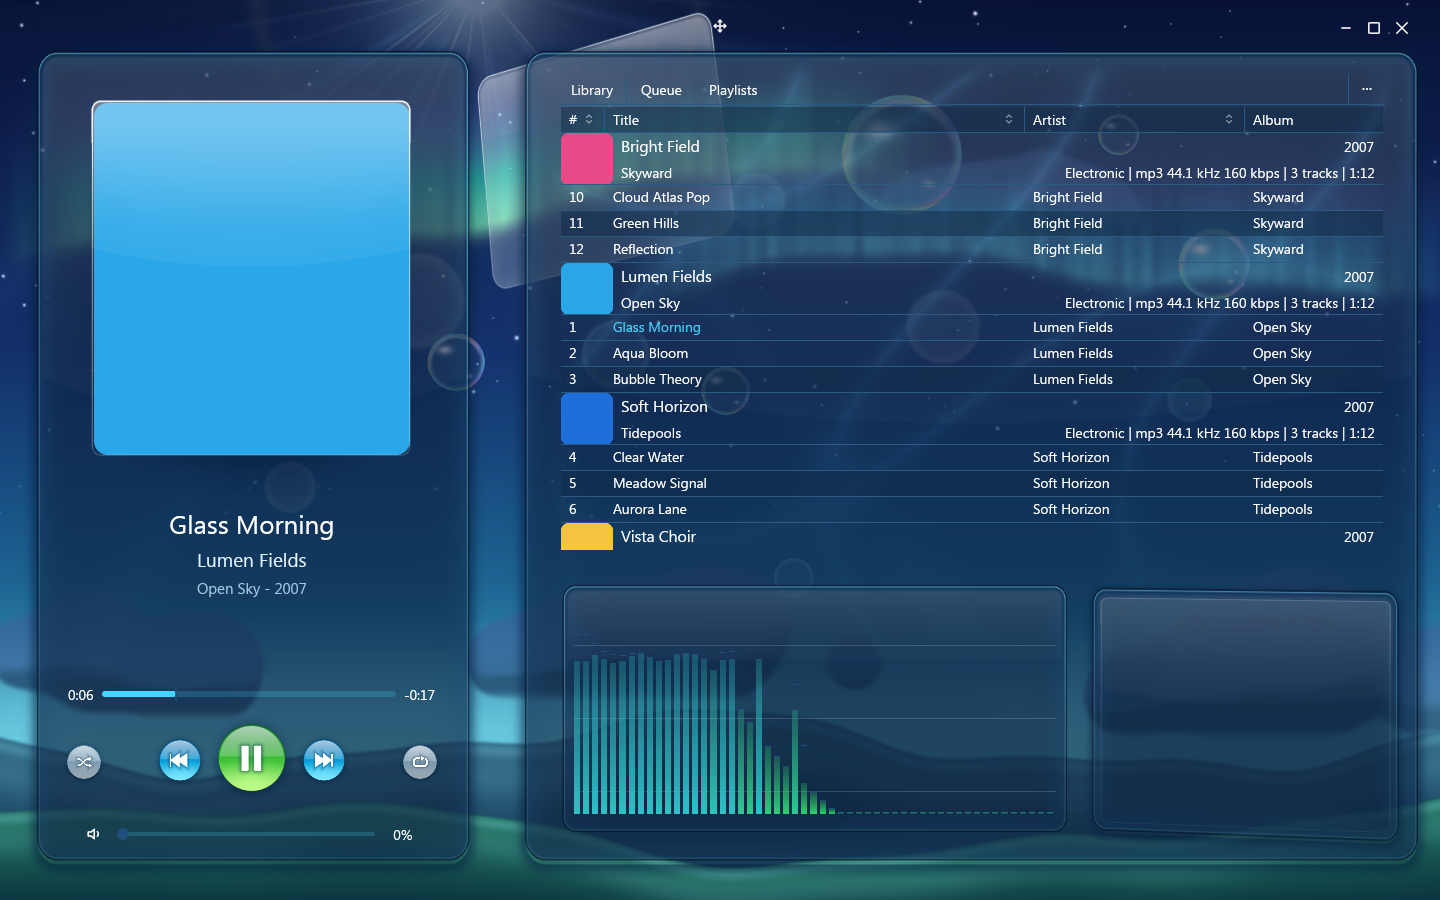 Library Queue Playlists ...
# Title Artist Album
Bright Field 2007
Skyward Electronic | mp3 44.1 kHz 160 kbps | 3 tracks | 1:12
10 Cloud Atlas Pop Bright Field Skyward
11 Green Hills Bright Field Skyward
12 Reflection Bright Field Skyward
Lumen Fields 2007
Open Sky Electronic | mp3 44.1 kHz 160 kbps | 3 tracks | 1:12
1 Glass Morning Lumen Fields Open Sky
2 Aqua Bloom Lumen Fields Open Sky
3 Bubble Theory Lumen Fields Open Sky
Soft Horizon 2007
Tidepools Electronic | mp3 44.1 kHz 160 kbps | 3 tracks | 1:12
4 Clear Water Soft Horizon Tidepools
5 Meadow Signal Soft Horizon Tidepools
6 Aurora Lane Soft Horizon Tidepools
Vista Choir 2007
Glass Morning
Lumen Fields
Open Sky - 2007
0:06 -0:17
0%